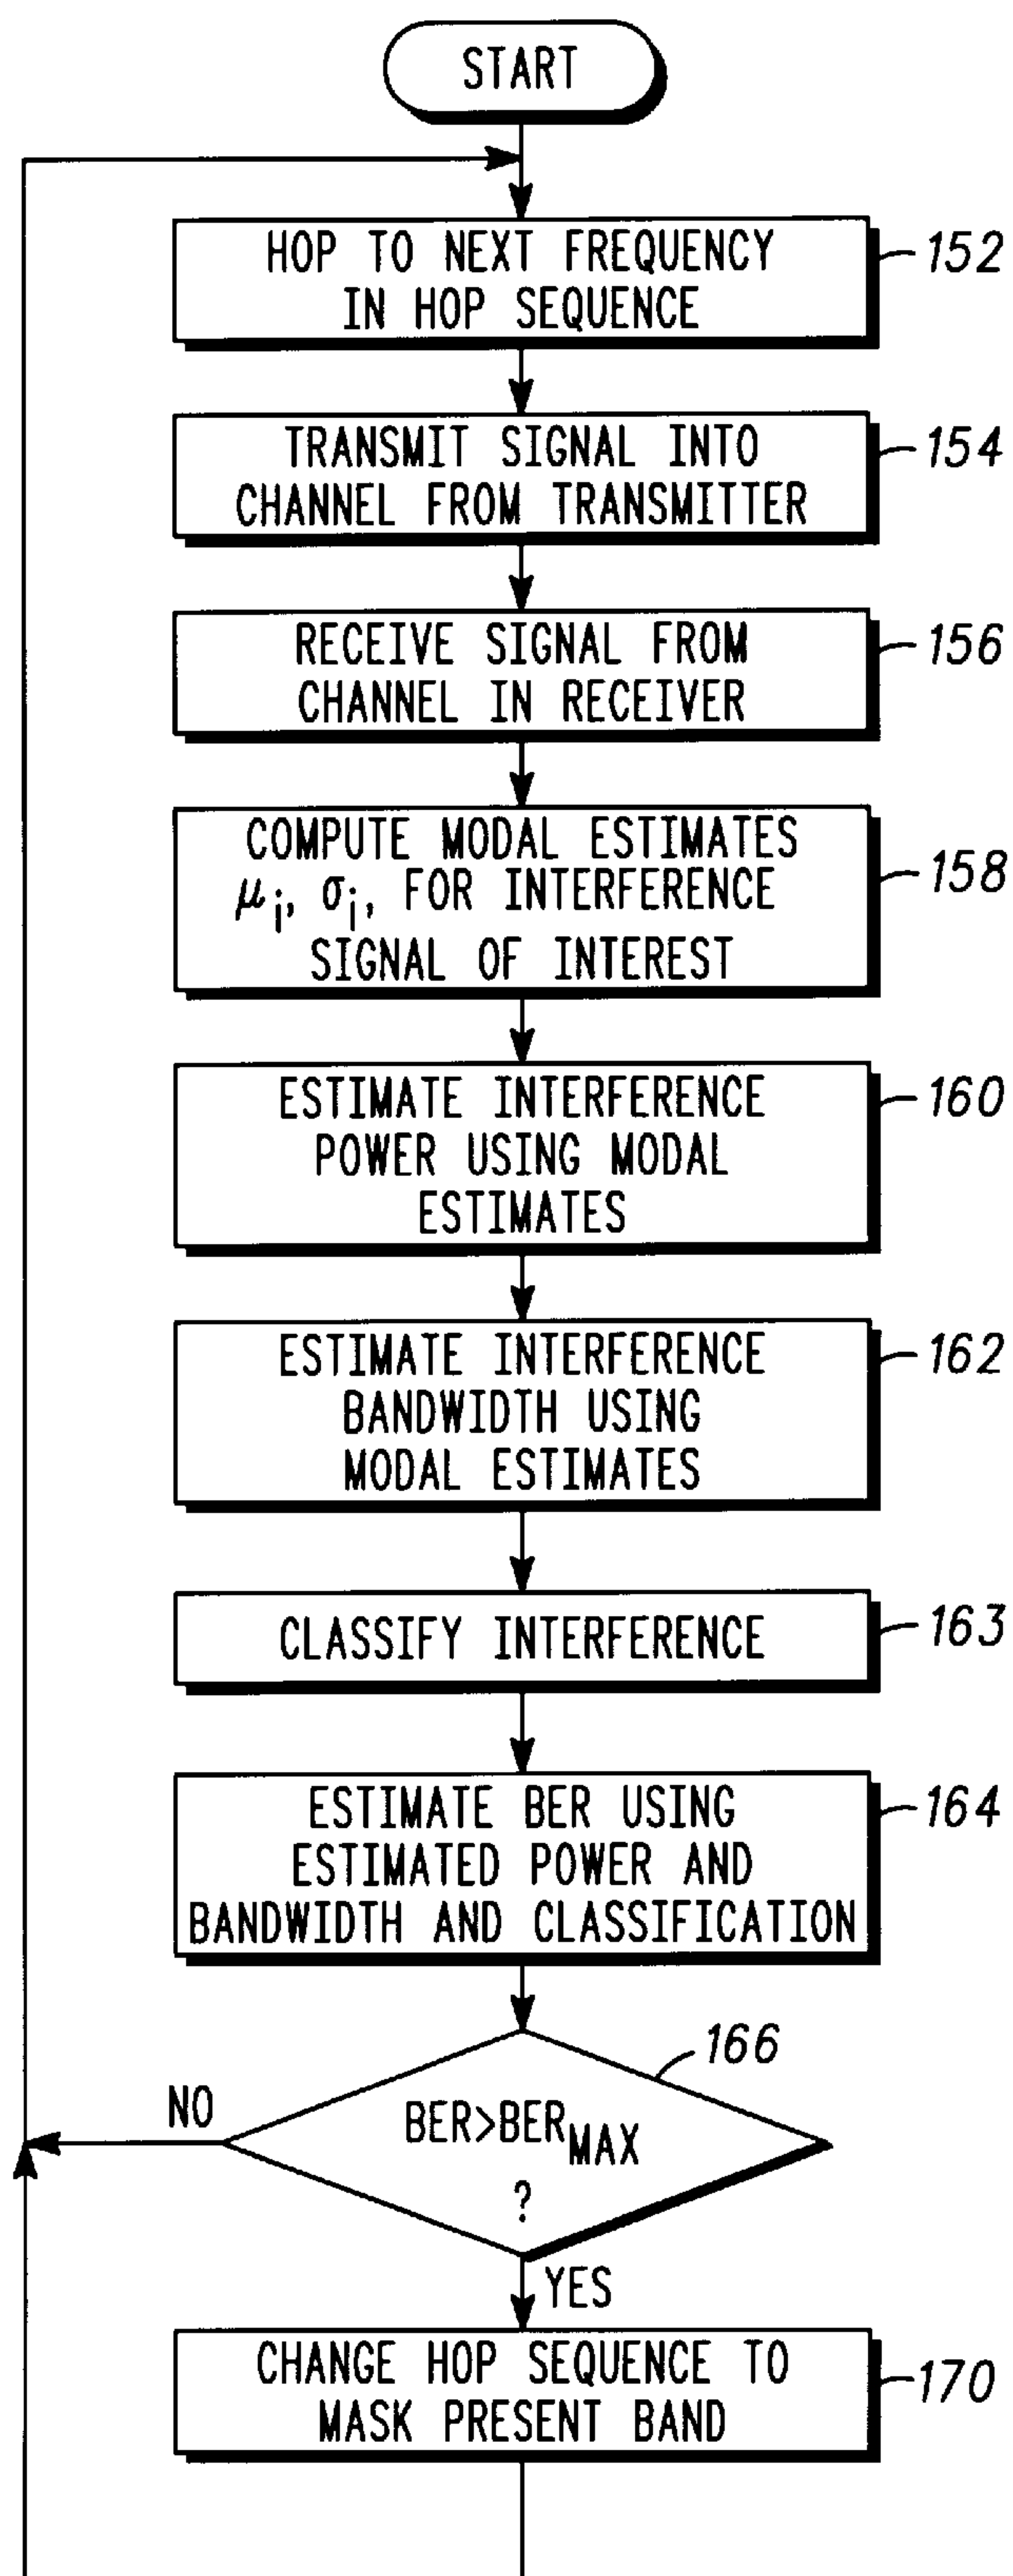 START
HOP TO NEXT FREQUENCY
IN HOP SEQUENCE
152
TRANSMIT SIGNAL INTO
CHANNEL FROM TRANSMITTER
154
RECEIVE SIGNAL FROM
CHANNEL IN RECEIVER
156
COMPUTE MODAL ESTIMATES
μi, σi, FOR INTERFERENCE
SIGNAL OF INTEREST
158
ESTIMATE INTERFERENCE
POWER USING MODAL
ESTIMATES
160
ESTIMATE INTERFERENCE
BANDWIDTH USING
MODAL ESTIMATES
162
CLASSIFY INTERFERENCE
163
ESTIMATE BER USING
ESTIMATED POWER AND
BANDWIDTH AND CLASSIFICATION
164
166
NO
BER>BERMAX
?
YES
CHANGE HOP SEQUENCE TO
MASK PRESENT BAND
170